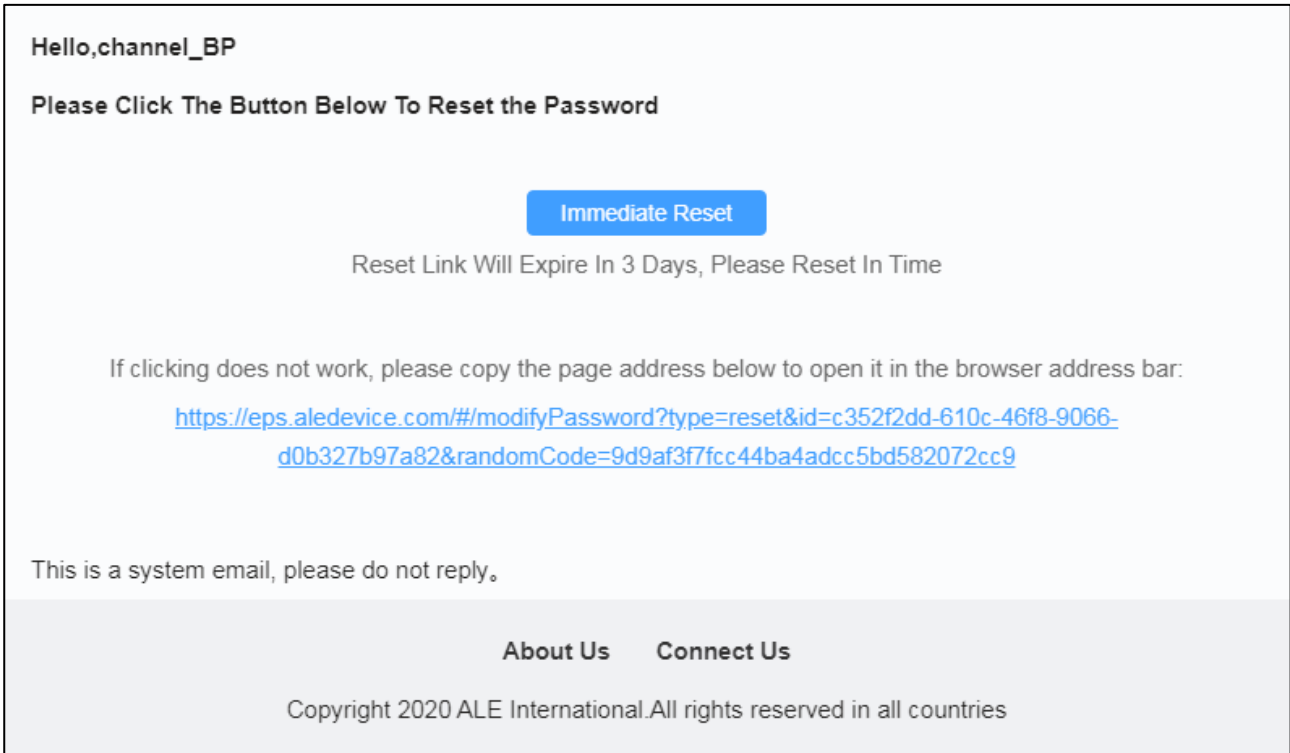 Hello,channel_BP
Please Click The Button Below To Reset the Password
Immediate Reset
Reset Link Will Expire In 3 Days, Please Reset In Time
If clicking does not work, please copy the page address below to open it in the browser address bar:
https://eps.aledevice.com/#/modifyPassword?type=reset&id=c352f2dd-610c-46f8-9066-
d0b327b97a82&randomCode=9d9af3f7fcc44ba4adcc5bd582072cc9
This is a system email, please do not reply。
About Us Connect Us
Copyright 2020 ALE International.All rights reserved in all countries